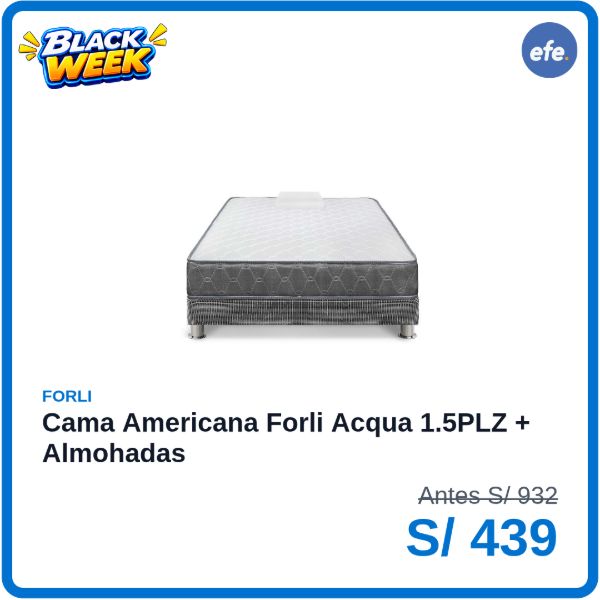 BLACK
WEEK
efe.
FORLI
Cama Americana Forli Acqua 1.5PLZ +
Almohadas
Antes S/ 932
S/ 439